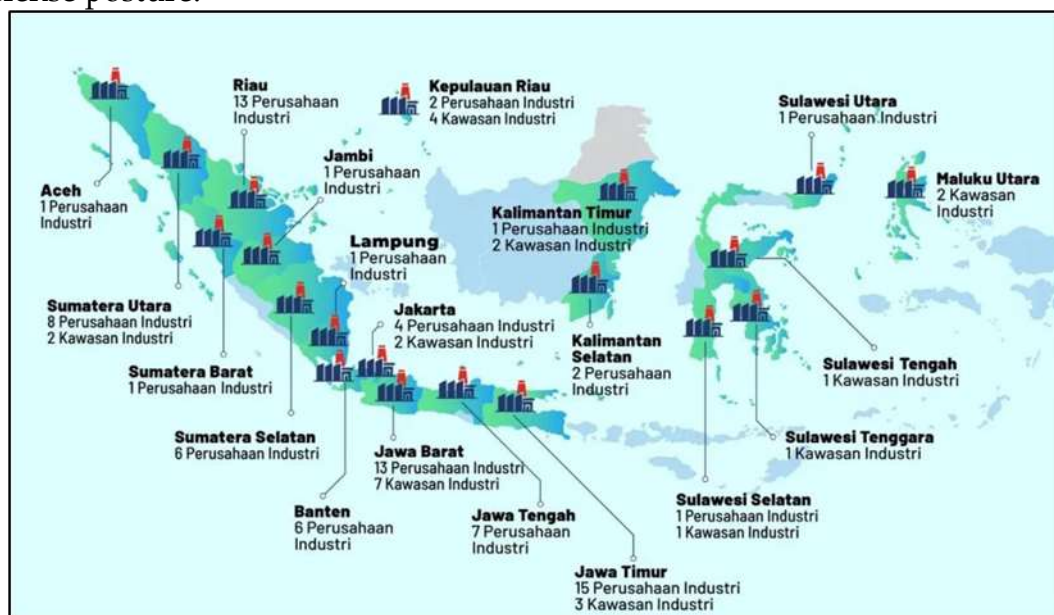 Riau
13 Perusahaan
Industri
Kepulauan Riau
2 Perusahaan Industri
4 Kawasan Industri
Sulawesi Utara
1 Perusahaan Industri
Jambi
1 Perusahaan
Industri
Aceh
1 Perusahaan
Industri
Maluku Utara
2 Kawasan
Industri
Kalimantan Timur
1 Perusahaan Industri
2 Kawasan Industri
Lampung
1 Perusahaan
Industri
Sumatera Utara
8 Perusahaan Industri
2 Kawasan Industri
Jakarta
4 Perusahaan Industri
2 Kawasan Industri
Kalimantan
Selatan
2 Perusahaan
Industri
Sumatera Barat
1 Perusahaan Industri
Sulawesi Tengah
1 Kawasan Industri
Sumatera Selatan
6 Perusahaan Industri
Jawa Barat
13 Perusahaan Industri
7 Kawasan Industri
Sulawesi Tenggara
1 Kawasan Industri
Banten
6 Perusahaan
Industri
Jawa Tengah
7 Perusahaan
Industri
Sulawesi Selatan
1 Perusahaan Industri
1 Kawasan Industri
Jawa Timur
15 Perusahaan Industri
3 Kawasan Industri